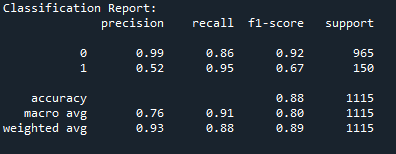 Classification Report:
precision recall f1-score support
0 0.99 0.86 0.92 965
1 0.52 0.95 0.67 150
accuracy 0.88 1115
macro avg 0.76 0.91 0.80 1115
weighted avg 0.93 0.88 0.89 1115